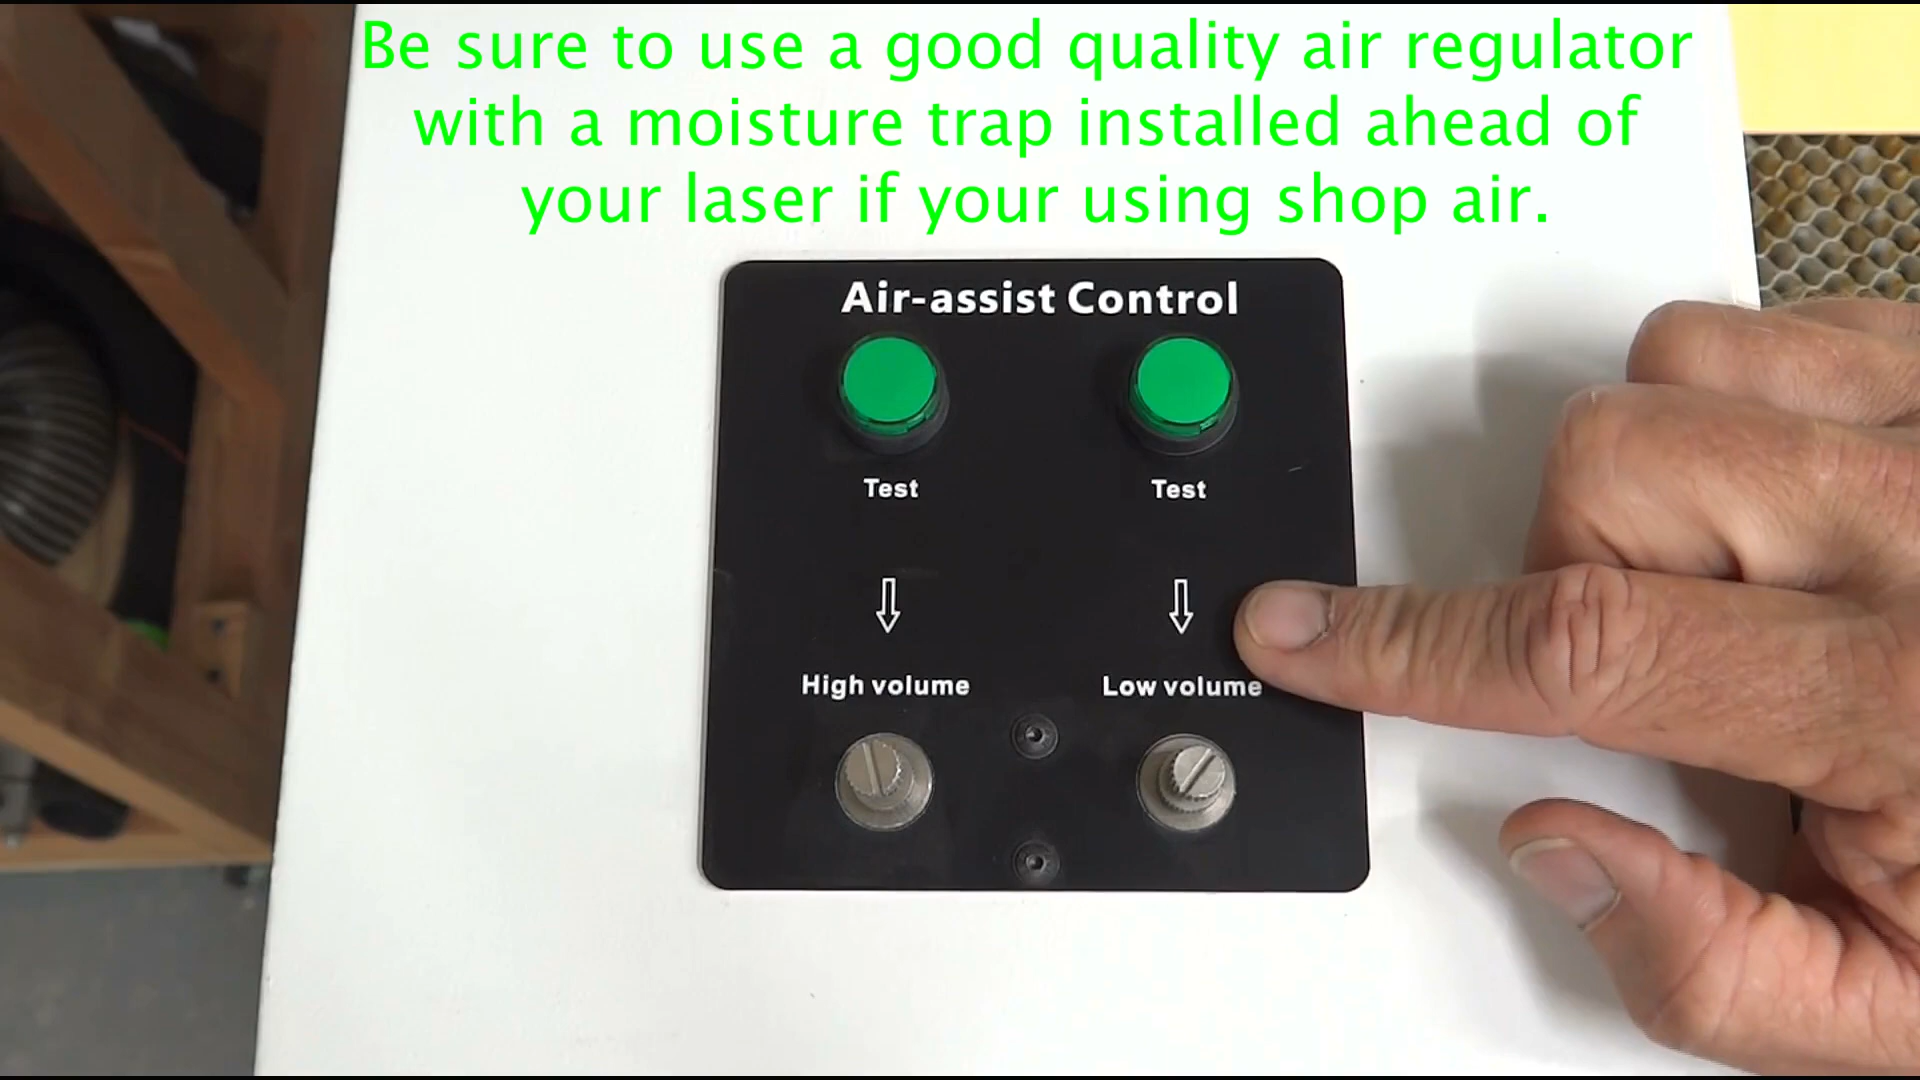 Be sure to use a good quality air regulator
with a moisture trap installed ahead of
your laser if your using shop air.
Air-assist Control
Test Test
High volume Low volume